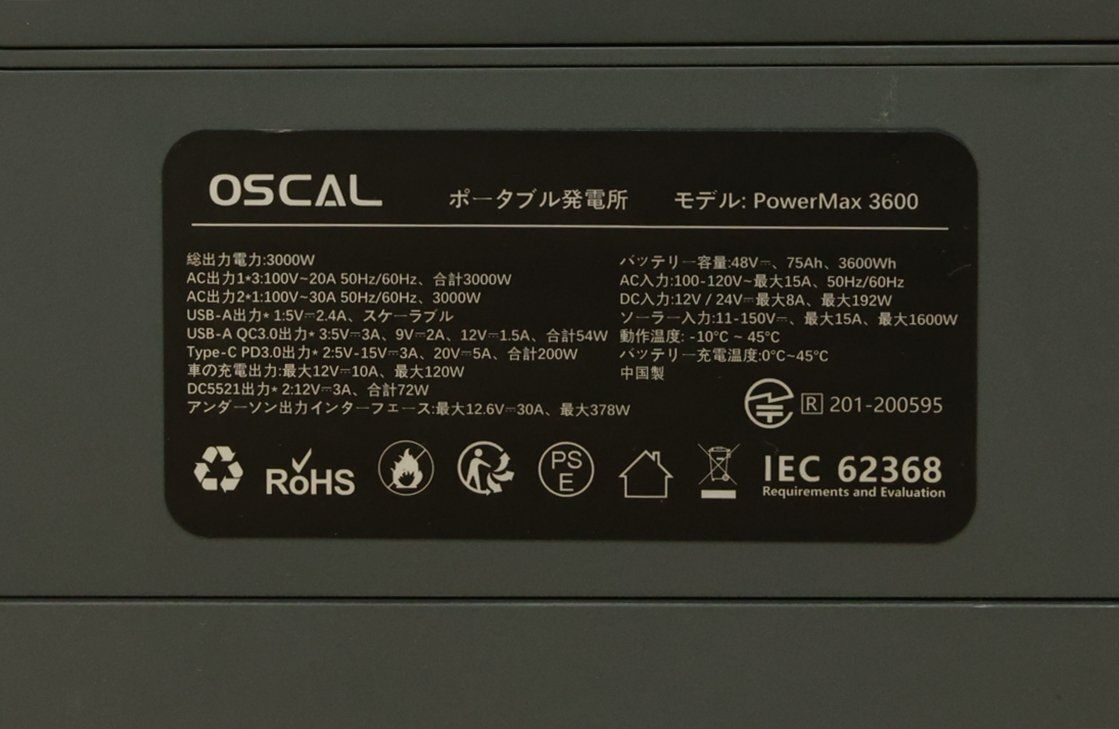 OSCAL ポータブル発電所 モデル: PowerMax 3600
総出力電力:3000W
AC出力1*3:100V~20A 50Hz/60Hz、合計3000W
AC出力2*1:100V~30A 50Hz/60Hz、3000W
USB-A出力* 1:5V⎓2.4A、スケーラブル
USB-A QC3.0出力* 3:5V⎓3A、9V⎓2A、12V⎓1.5A、合計54W
Type-C PD3.0出力* 2:5V-15V⎓3A、20V⎓5A、合計200W
車の充電出力:最大12V⎓10A、最大120W
DC5521出力* 2:12V⎓3A、合計72W
アンダーソン出力インターフェース:最大12.6V⎓30A、最大378W
バッテリー容量:48V⎓、75Ah、3600Wh
AC入力:100-120V~最大15A、50Hz/60Hz
DC入力:12V / 24V⎓最大8A、最大192W
ソーラー入力:11-150V⎓、最大15A、最大1600W
動作温度: -10°C ~ 45°C
バッテリー充電温度:0°C~45°C
中国製
R 201-200595
RoHS
PS
E
IEC 62368
Requirements and Evaluation